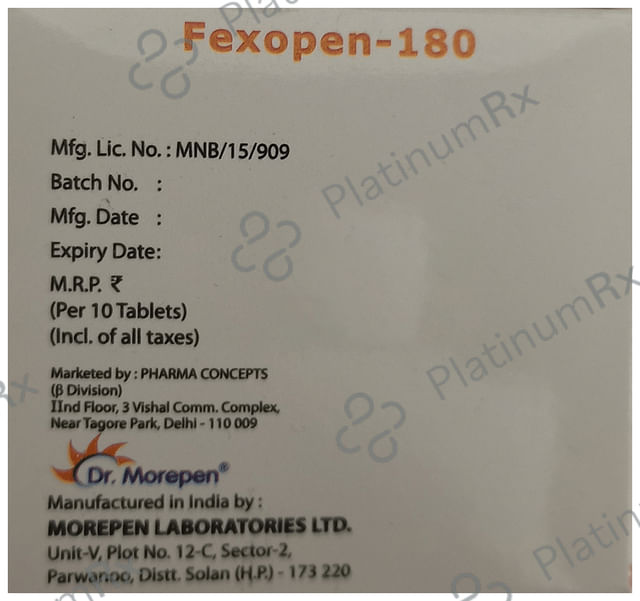 Fexopen-180
Mfg. Lic. No. : MNB/15/909
Batch No. :
Mfg. Date :
Expiry Date:
M.R.P. ₹
(Per 10 Tablets)
(Incl. of all taxes)
Marketed by : PHARMA CONCEPTS
(β Division)
IInd Floor, 3 Vishal Comm. Complex,
Near Tagore Park, Delhi - 110 009
Dr. Morepen®
Manufactured in India by :
MOREPEN LABORATORIES LTD.
Unit-V, Plot No. 12-C, Sector-2,
Parwanoo, Distt. Solan (H.P.) - 173 220
PlatinumRx
PlatinumRx